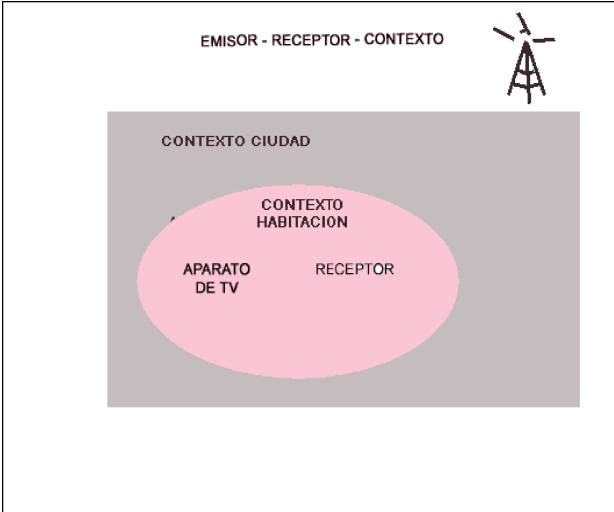 EMISOR - RECEPTOR - CONTEXTO
CONTEXTO CIUDAD
CONTEXTO
HABITACION
APARATO
DE TV
RECEPTOR